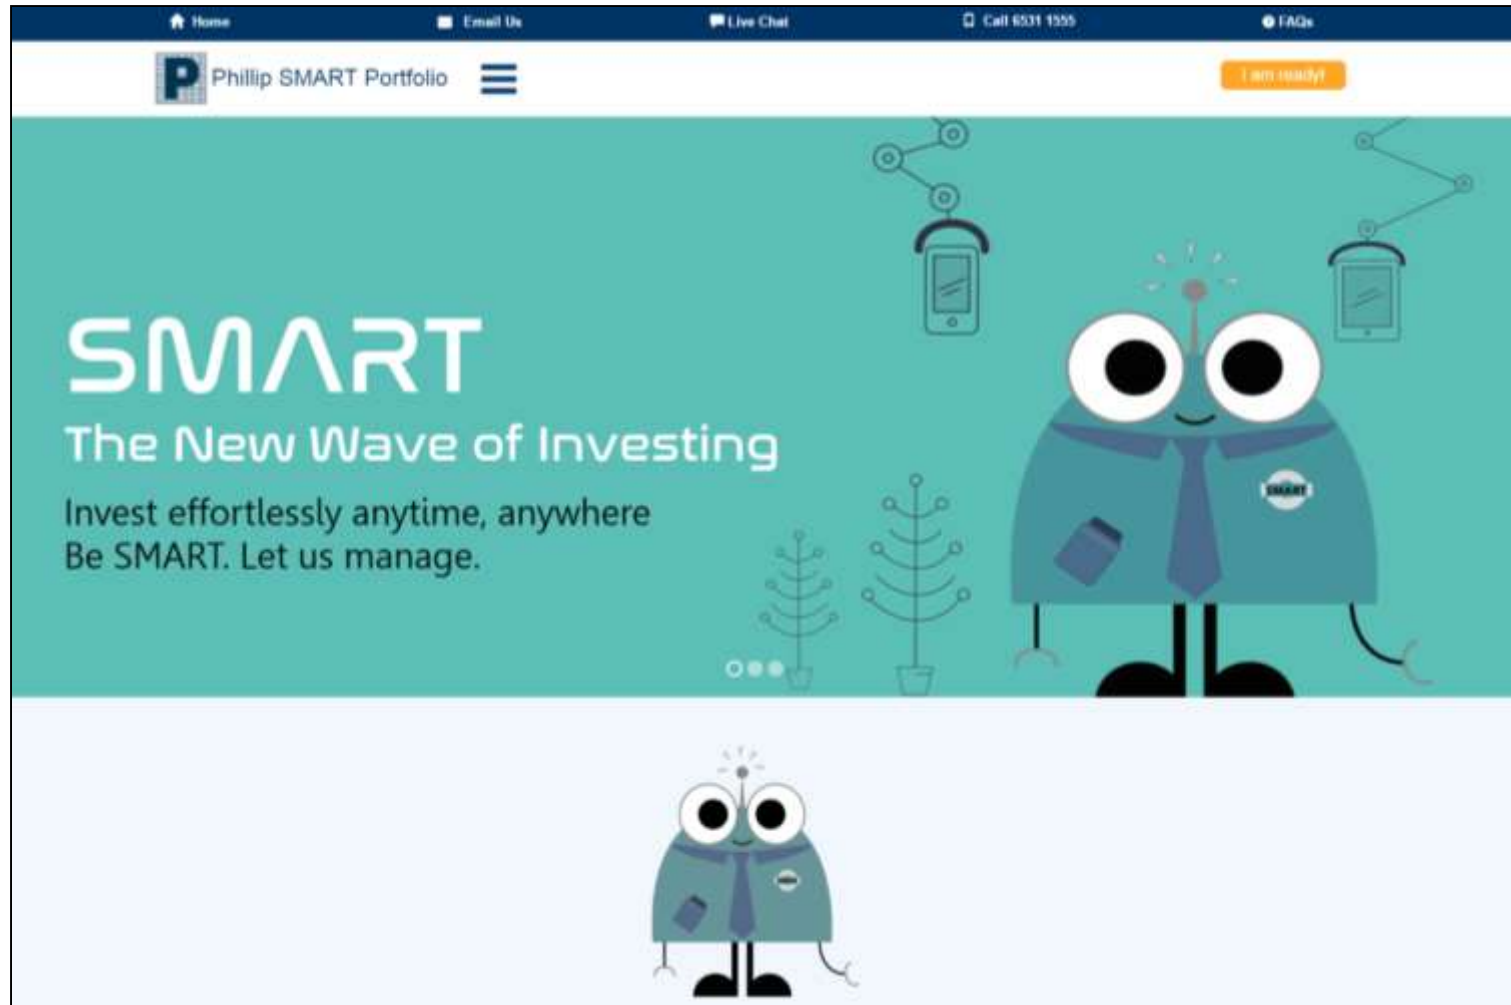 Home
Email Us
Live Chat
Call 6531 1555
FAQs
P
Phillip SMART Portfolio
I am ready!
SMART
The New Wave of Investing
Invest effortlessly anytime, anywhere
Be SMART. Let us manage.
SMART